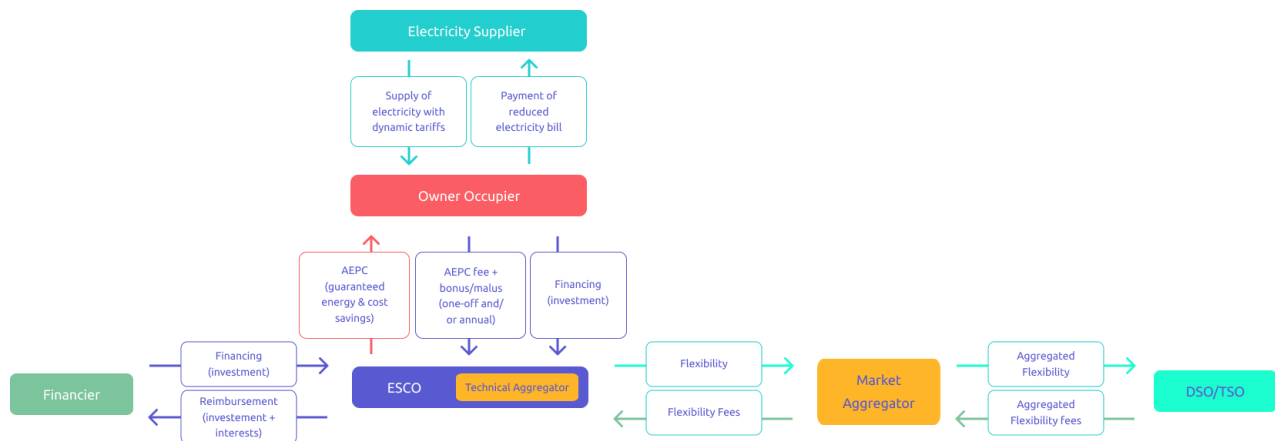 Electricity Supplier
Supply of
electricity with
dynamic tariffs
Payment of
reduced
electricity bill
Owner Occupier
AEPC
(guaranteed
energy & cost
savings)
AEPC fee +
bonus/malus
(one-off and/
or annual)
Financing
(investment)
Financing
(investment)
Financier
Reimbursement
(investement +
interests)
ESCO
Technical Aggregator
Flexibility
Flexibility Fees
Market
Aggregator
Aggregated
Flexibility
Aggregated
Flexibility fees
DSO/TSO